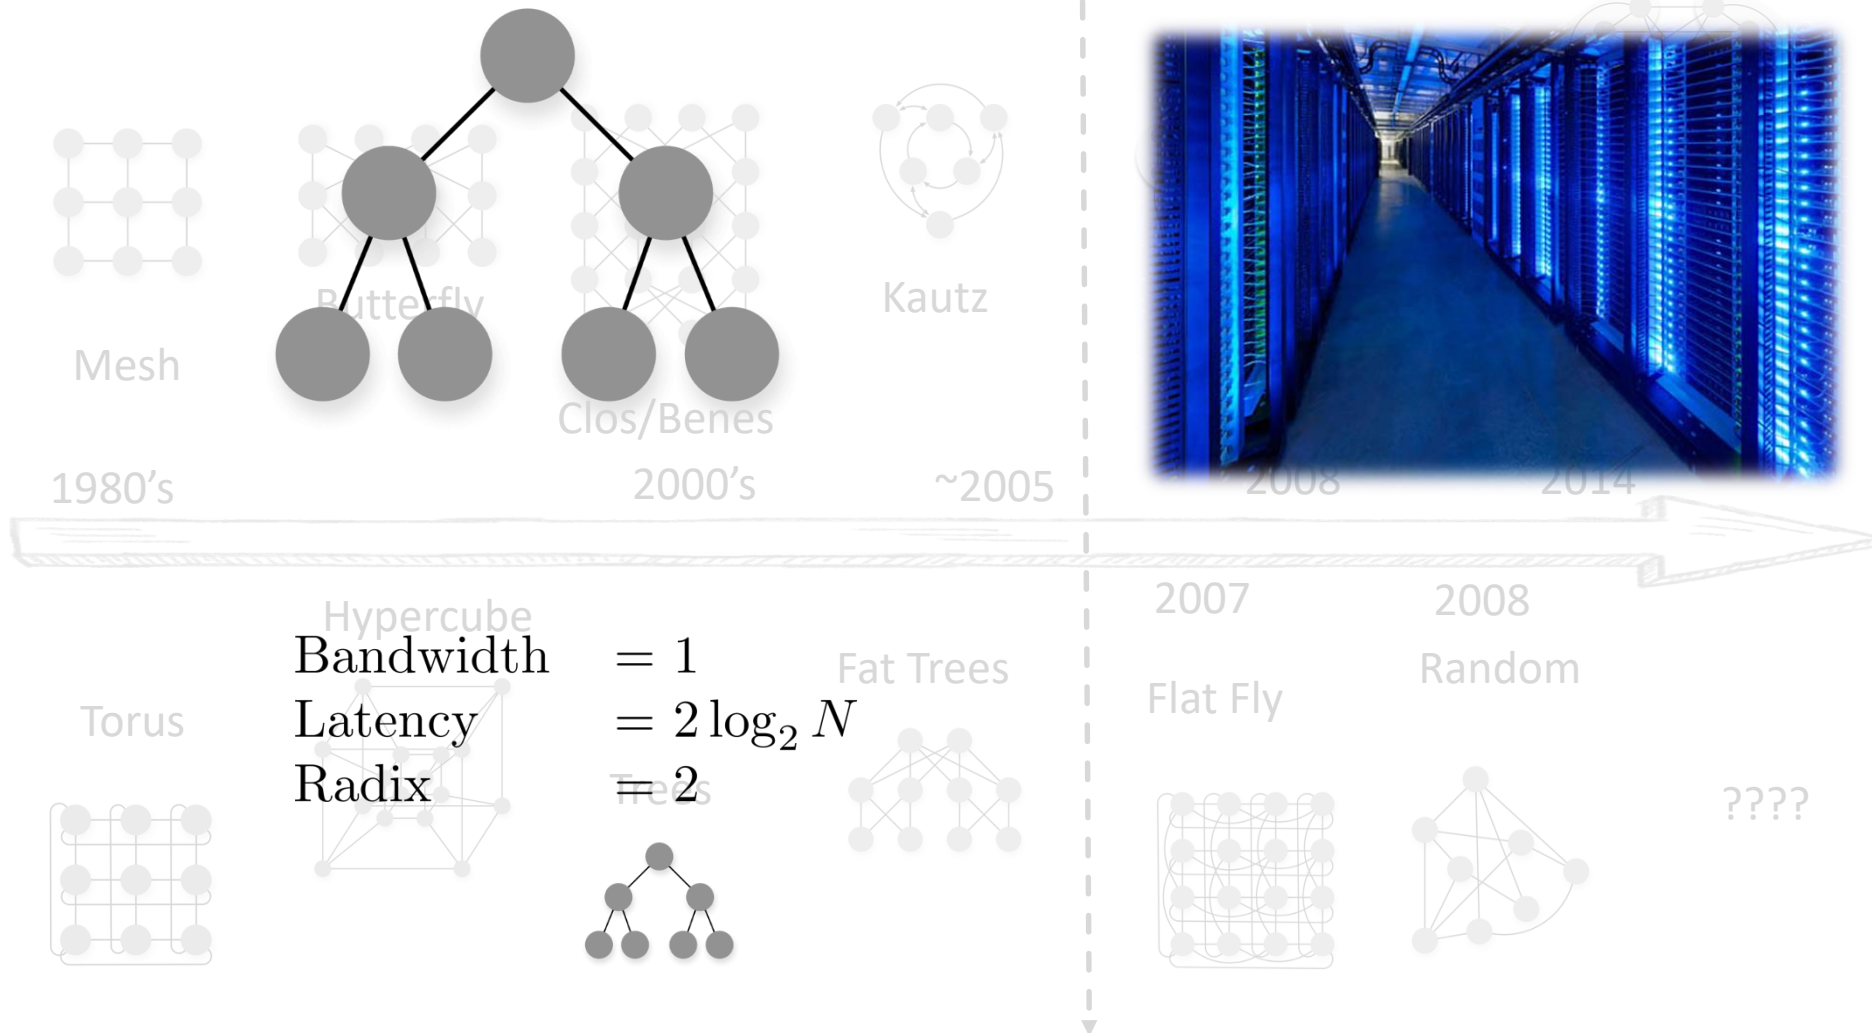 Butterfly
Kautz
Mesh
Clos/Benes
1980’s
2000’s
~2005
2008
2014
2007
2008
Hypercube
Bandwidth = 1
Fat Trees
Random
Flat Fly
Torus
Latency = 2 log₂ N
Radix = 2
Trees
????